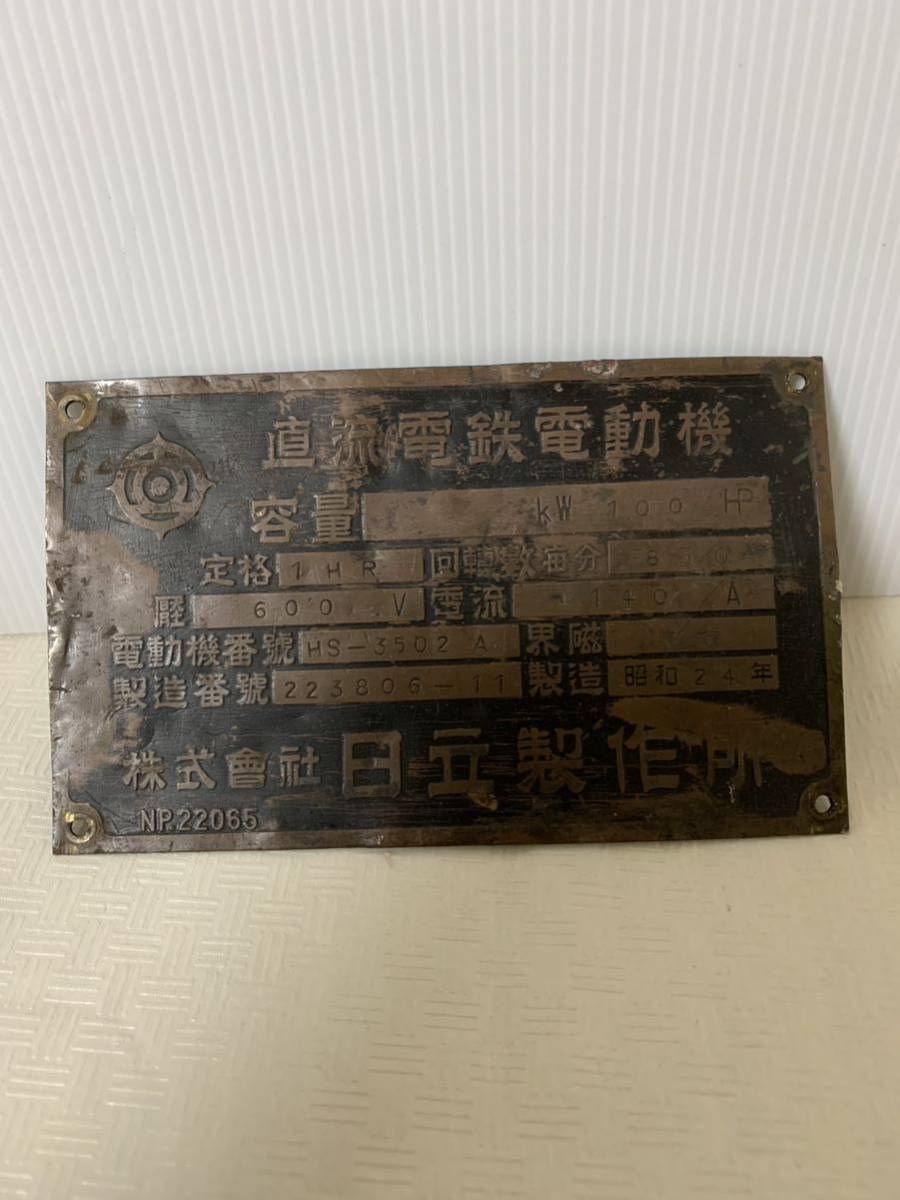 直流電鉄電動機
容量 kW 100 HP
定格 1HR 回轉数毎分
壓 600 V 電流 140 A
電動機番號 HS-3502 A 界磁
製造番號 223806-11 製造 昭和24年
株式會社日立製作所
NP.22065